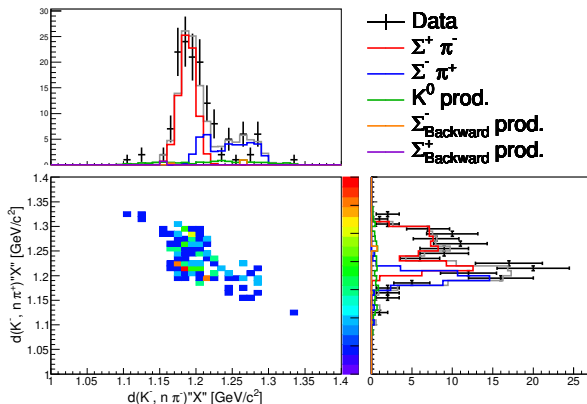 30
25
20
15
10
5
0
Data
Σ⁺ π⁻
Σ⁻ π⁺
K⁰ prod.
Σ⁻Backward prod.
Σ⁺Backward prod.
d(K⁻, n π⁺)"X" [GeV/c²]
1.4
1.35
1.3
1.25
1.2
1.15
1.1
1.05
1
1 1.05 1.1 1.15 1.2 1.25 1.3 1.35 1.4
d(K⁻, n π⁻)"X" [GeV/c²]
0 5 10 15 20 25